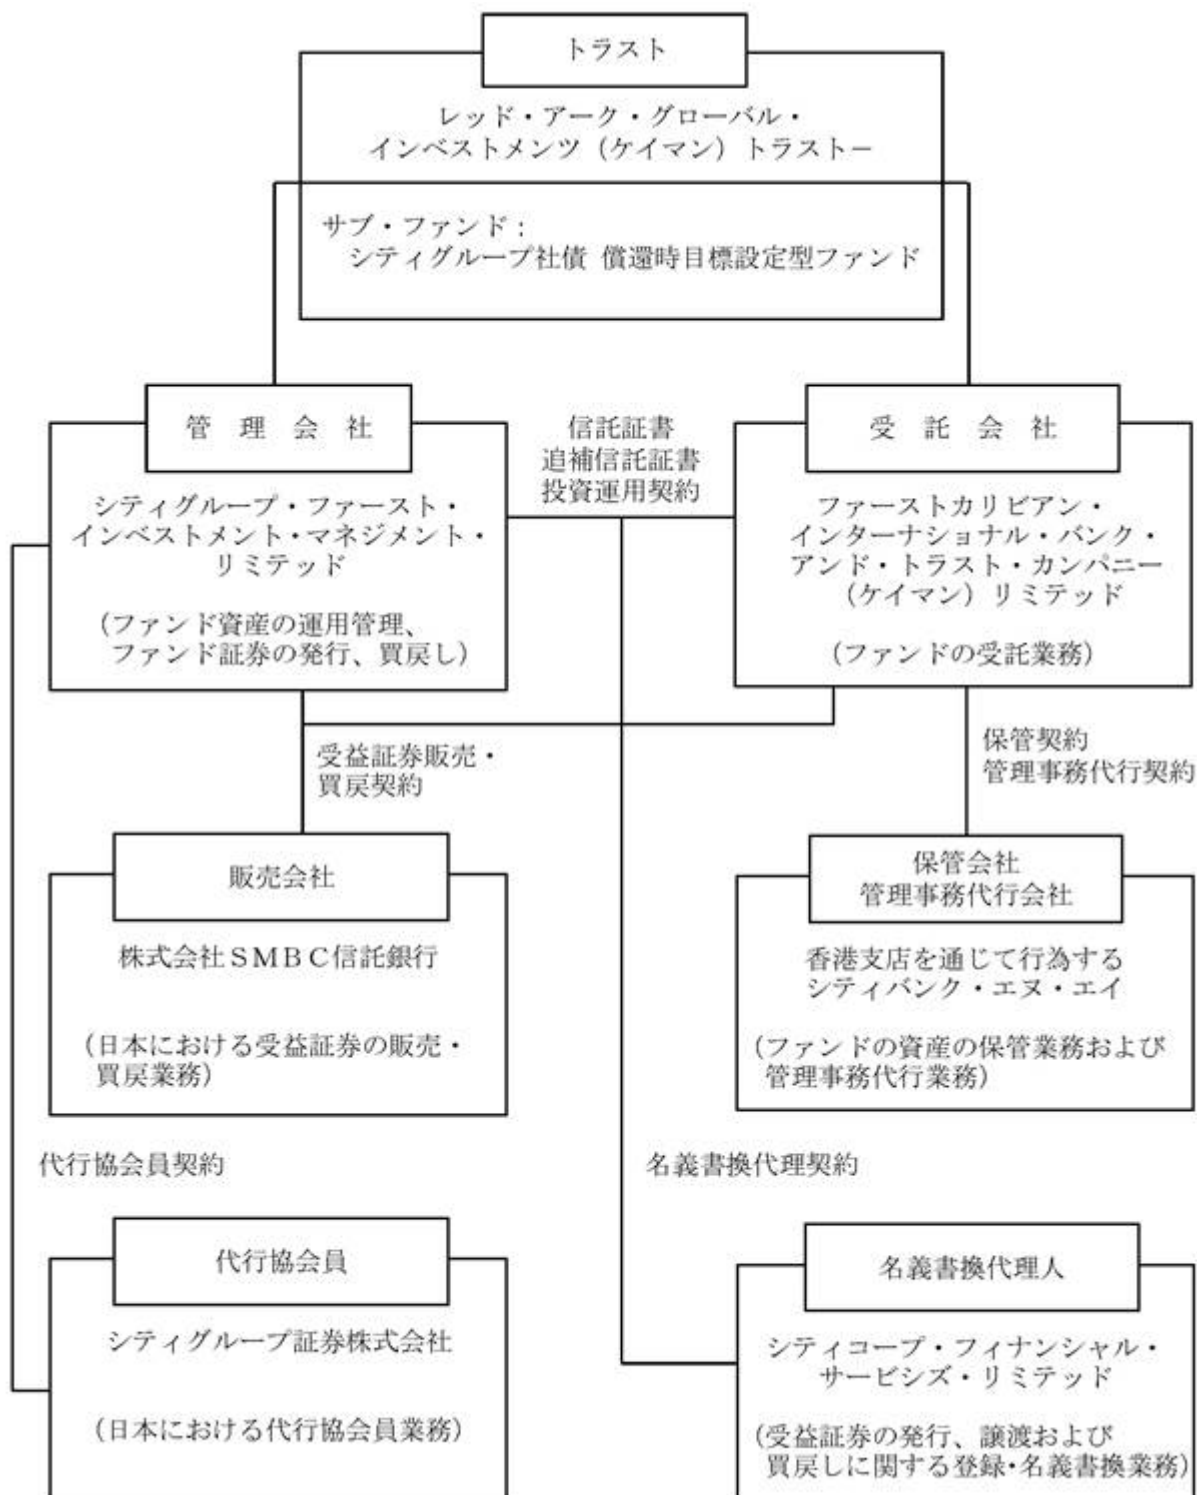 トラスト
レッド・アーク・グローバル・
インベストメンツ(ケイマン)トラスト－
サブ・ファンド:
シティグループ社債 償還時目標設定型ファンド
管 理 会 社
シティグループ・ファースト・
インベストメント・マネジメント・
リミテッド
(ファンド資産の運用管理、
ファンド証券の発行、買戻し)
信託証書
追補信託証書
投資運用契約
受 託 会 社
ファーストカリビアン・
インターナショナル・バンク・
アンド・トラスト・カンパニー
(ケイマン)リミテッド
(ファンドの受託業務)
受益証券販売・
買戻契約
保管契約
管理事務代行契約
販売会社
株式会社SMBC信託銀行
(日本における受益証券の販売・
買戻業務)
保管会社
管理事務代行会社
香港支店を通じて行為する
シティバンク・エヌ・エイ
(ファンドの資産の保管業務および
管理事務代行業務)
代行協会員契約
名義書換代理契約
代行協会員
シティグループ証券株式会社
(日本における代行協会員業務)
名義書換代理人
シティコープ・フィナンシャル・
サービシズ・リミテッド
(受益証券の発行、譲渡および
買戻しに関する登録・名義書換業務)